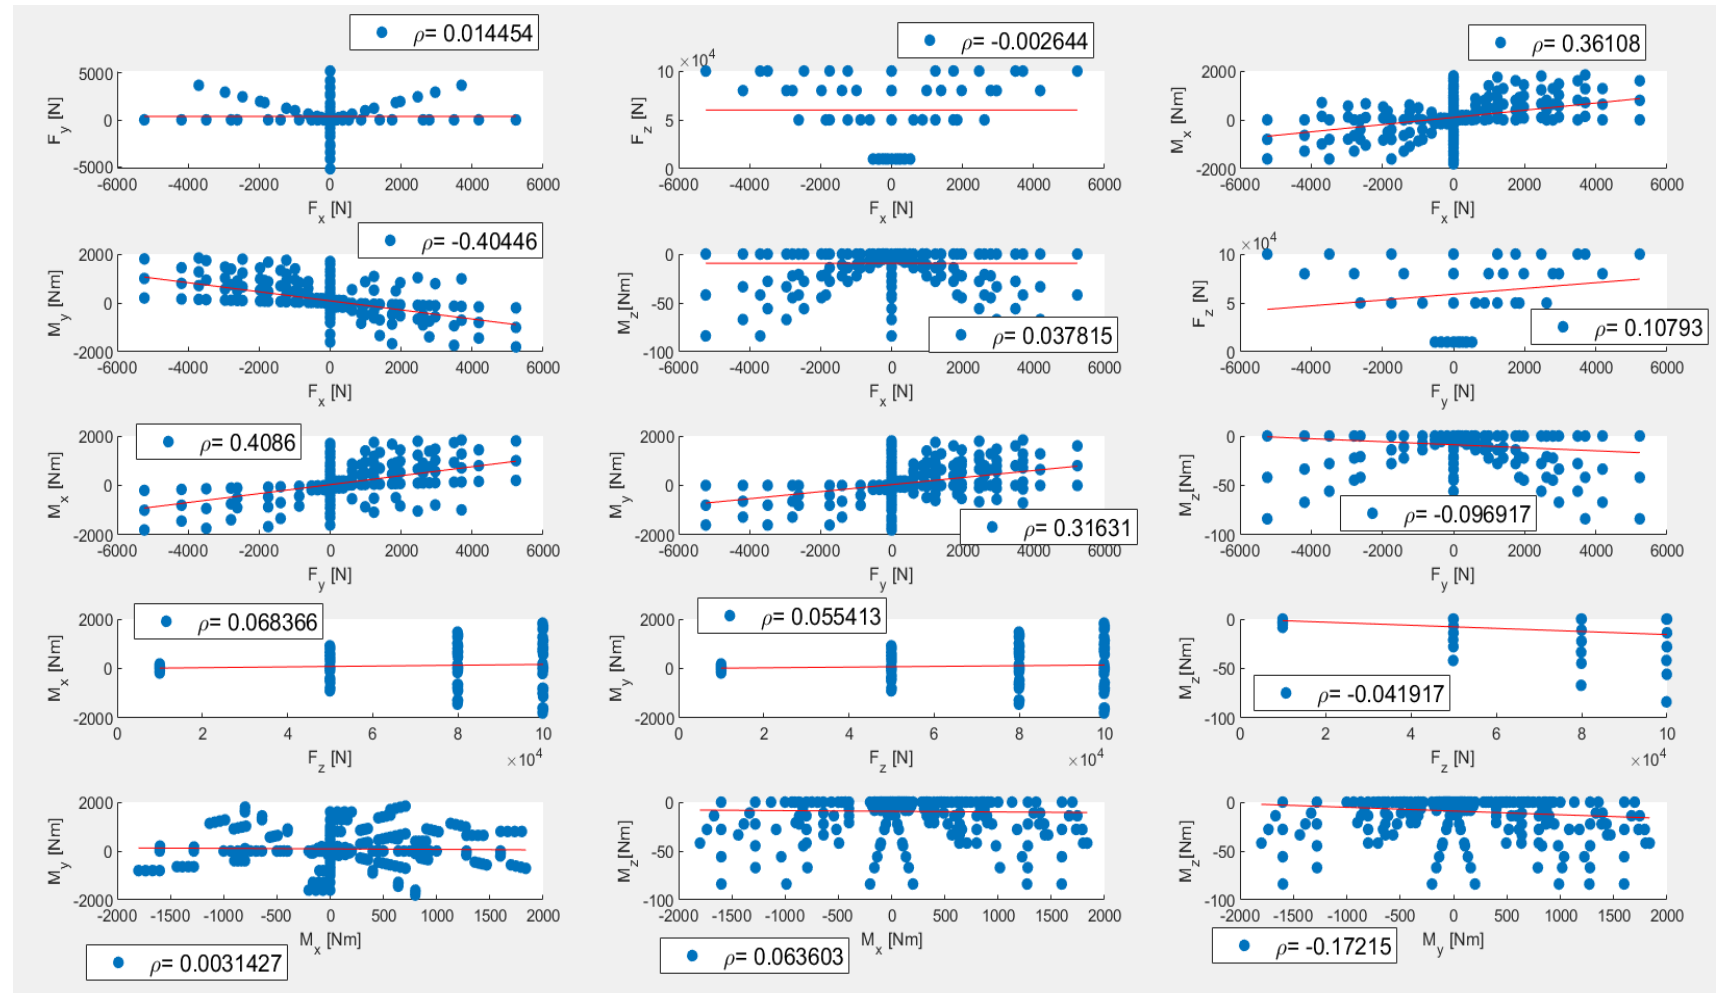 ρ= 0.014454
5000
0
-5000
F_y [N]
-6000 -4000 -2000 0 2000 4000 6000
F_x [N]
ρ= -0.002644
×10^4
10
5
0
F_z [N]
-6000 -4000 -2000 0 2000 4000 6000
F_x [N]
ρ= 0.36108
2000
0
-2000
M_x [Nm]
-6000 -4000 -2000 0 2000 4000 6000
F_x [N]
ρ= -0.40446
2000
0
-2000
M_y [Nm]
-6000 -4000 -2000 0 2000 4000 6000
F_x [N]
0
-50
-100
M_z[Nm]
ρ= 0.037815
-6000 -4000 -2000 0 2000 4000 6000
F_x [N]
×10^4
10
5
0
F_z [N]
ρ= 0.10793
-6000 -4000 -2000 0 2000 4000 6000
F_y [N]
ρ= 0.4086
2000
0
-2000
M_x [Nm]
-6000 -4000 -2000 0 2000 4000 6000
F_y [N]
2000
0
-2000
M_y [Nm]
ρ= 0.31631
-6000 -4000 -2000 0 2000 4000 6000
F_y [N]
0
-50
-100
M_z[Nm]
ρ= -0.096917
-6000 -4000 -2000 0 2000 4000 6000
F_y [N]
ρ= 0.068366
2000
0
-2000
M_x [Nm]
0 2 4 6 8 10
F_z [N]
×10^4
ρ= 0.055413
2000
0
-2000
M_y [Nm]
0 2 4 6 8 10
F_z [N]
×10^4
0
-50
-100
M_z[Nm]
ρ= -0.041917
0 2 4 6 8 10
F_z [N]
×10^4
2000
0
-2000
M_y [Nm]
-2000 -1500 -1000 -500 0 500 1000 1500 2000
M_x [Nm]
ρ= 0.0031427
0
-50
-100
M_z[Nm]
-2000 -1500 -1000 -500 0 500 1000 1500 2000
M_x [Nm]
ρ= 0.063603
0
-50
-100
M_z[Nm]
-2000 -1500 -1000 -500 0 500 1000 1500 2000
M_y [Nm]
ρ= -0.17215